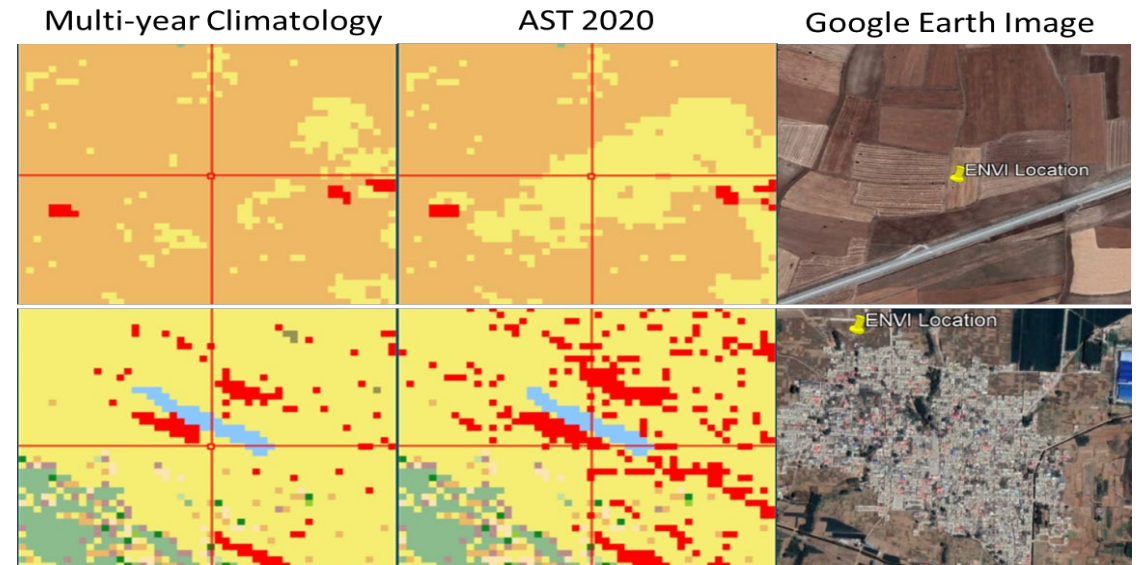 Multi-year Climatology
AST 2020
Google Earth Image
ENVI Location
ENVI Location